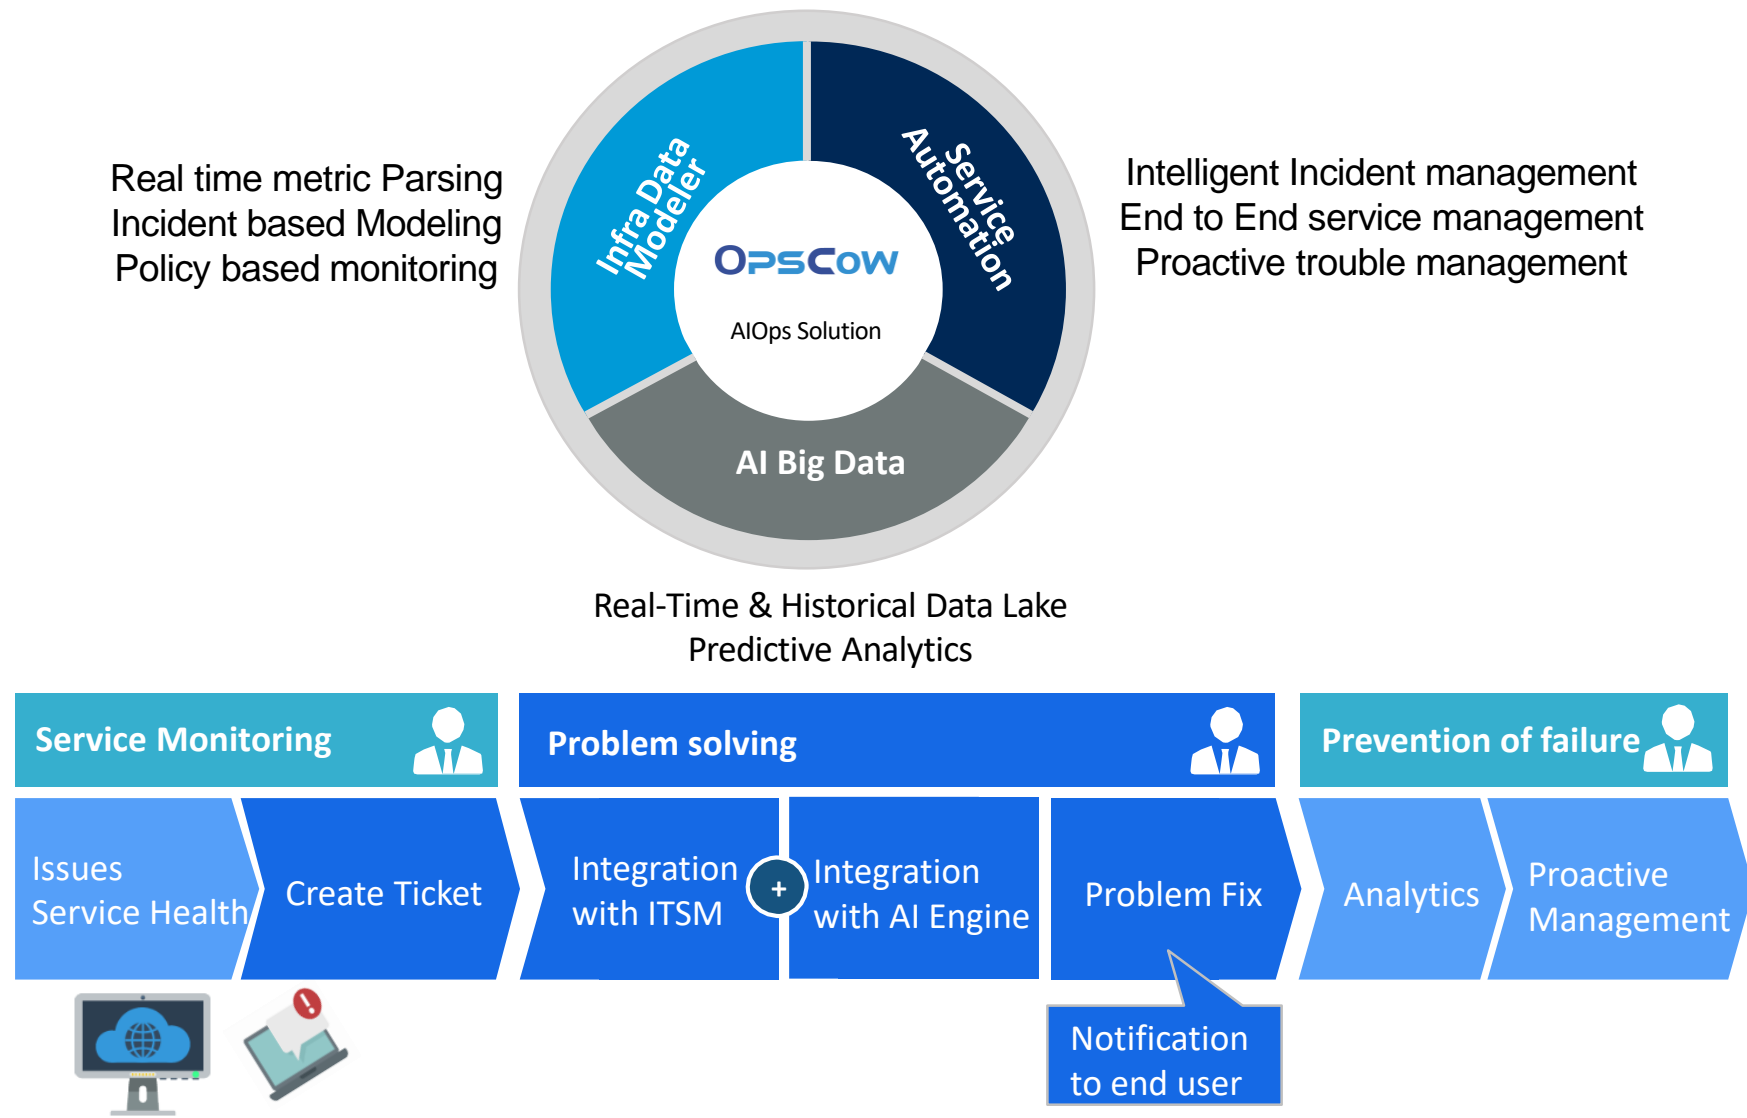 Real time metric Parsing
Incident based Modeling
Policy based monitoring
Infra Data
Modeler
Service
Automation
OpsCow
AIOps Solution
AI Big Data
Intelligent Incident management
End to End service management
Proactive trouble management
Real-Time & Historical Data Lake
Predictive Analytics
Service Monitoring
Problem solving
Prevention of failure
Issues
Service Health
Create Ticket
Integration
with ITSM
+
Integration
with AI Engine
Problem Fix
Analytics
Proactive
Management
!
Notification
to end user